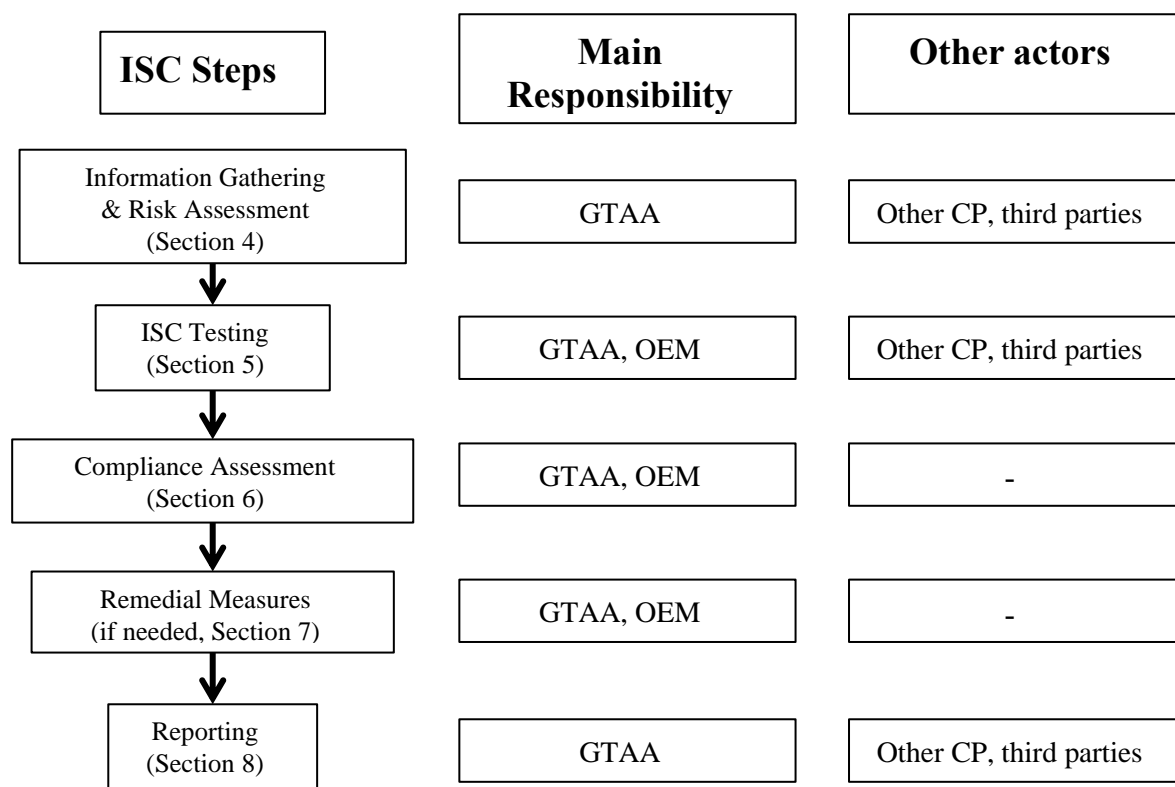 ISC Steps
Main
Responsibility
Other actors
Information Gathering
& Risk Assessment
(Section 4)
GTAA
Other CP, third parties
ISC Testing
(Section 5)
GTAA, OEM
Other CP, third parties
Compliance Assessment
(Section 6)
GTAA, OEM
-
Remedial Measures
(if needed, Section 7)
GTAA, OEM
-
Reporting
(Section 8)
GTAA
Other CP, third parties